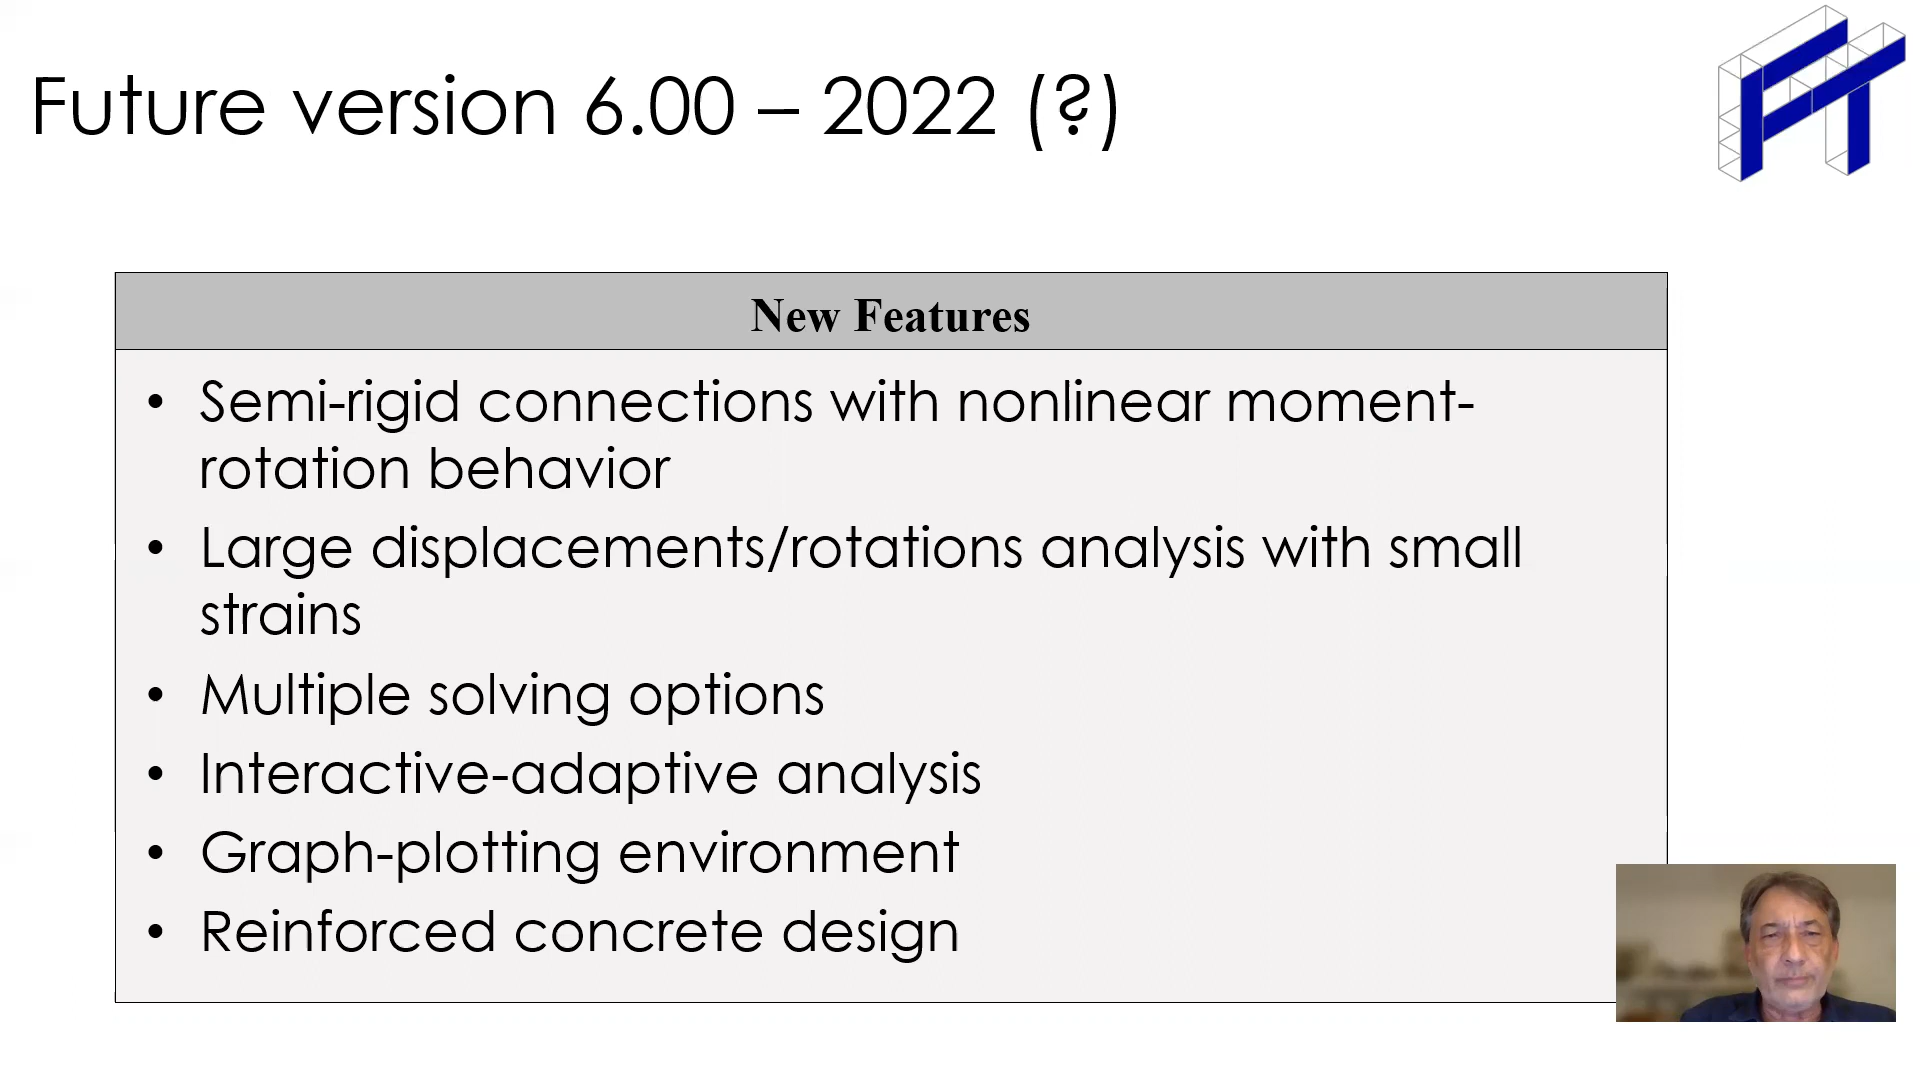 Future version 6.00 – 2022 (?)
New Features
• Semi-rigid connections with nonlinear moment-
rotation behavior
• Large displacements/rotations analysis with small
strains
• Multiple solving options
• Interactive-adaptive analysis
• Graph-plotting environment
• Reinforced concrete design
FT